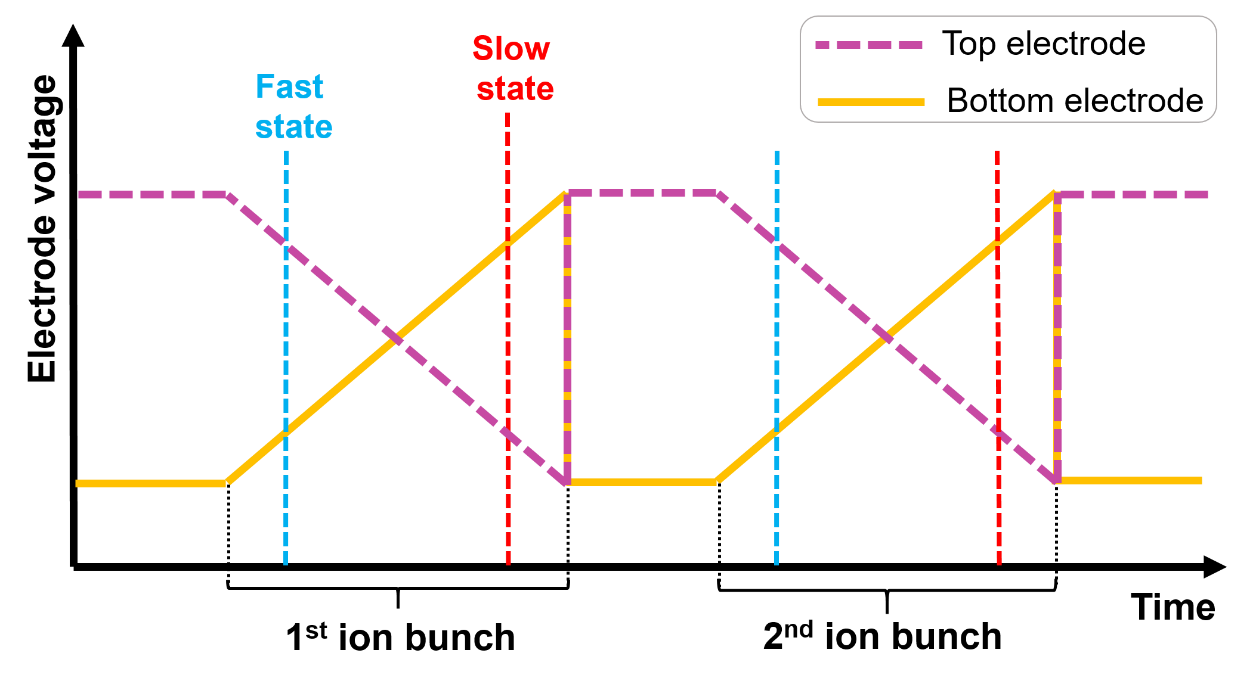 Slow
state
Fast
state
Top electrode
Bottom electrode
Electrode voltage
Time
1st ion bunch
2nd ion bunch